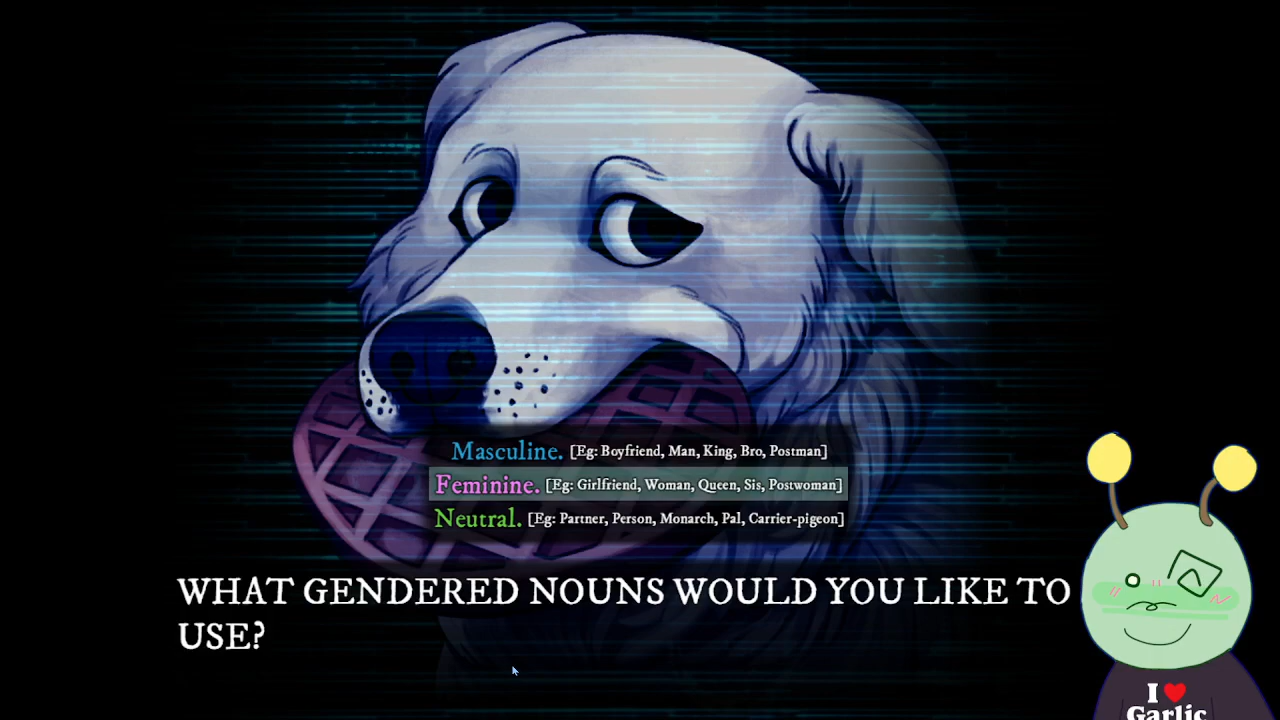 Masculine. [Eg: Boyfriend, Man, King, Bro, Postman]
Feminine. [Eg: Girlfriend, Woman, Queen, Sis, Postwoman]
Neutral. [Eg: Partner, Person, Monarch, Pal, Carrier-pigeon]
WHAT GENDERED NOUNS WOULD YOU LIKE TO
USE?
I ❤
Garlic